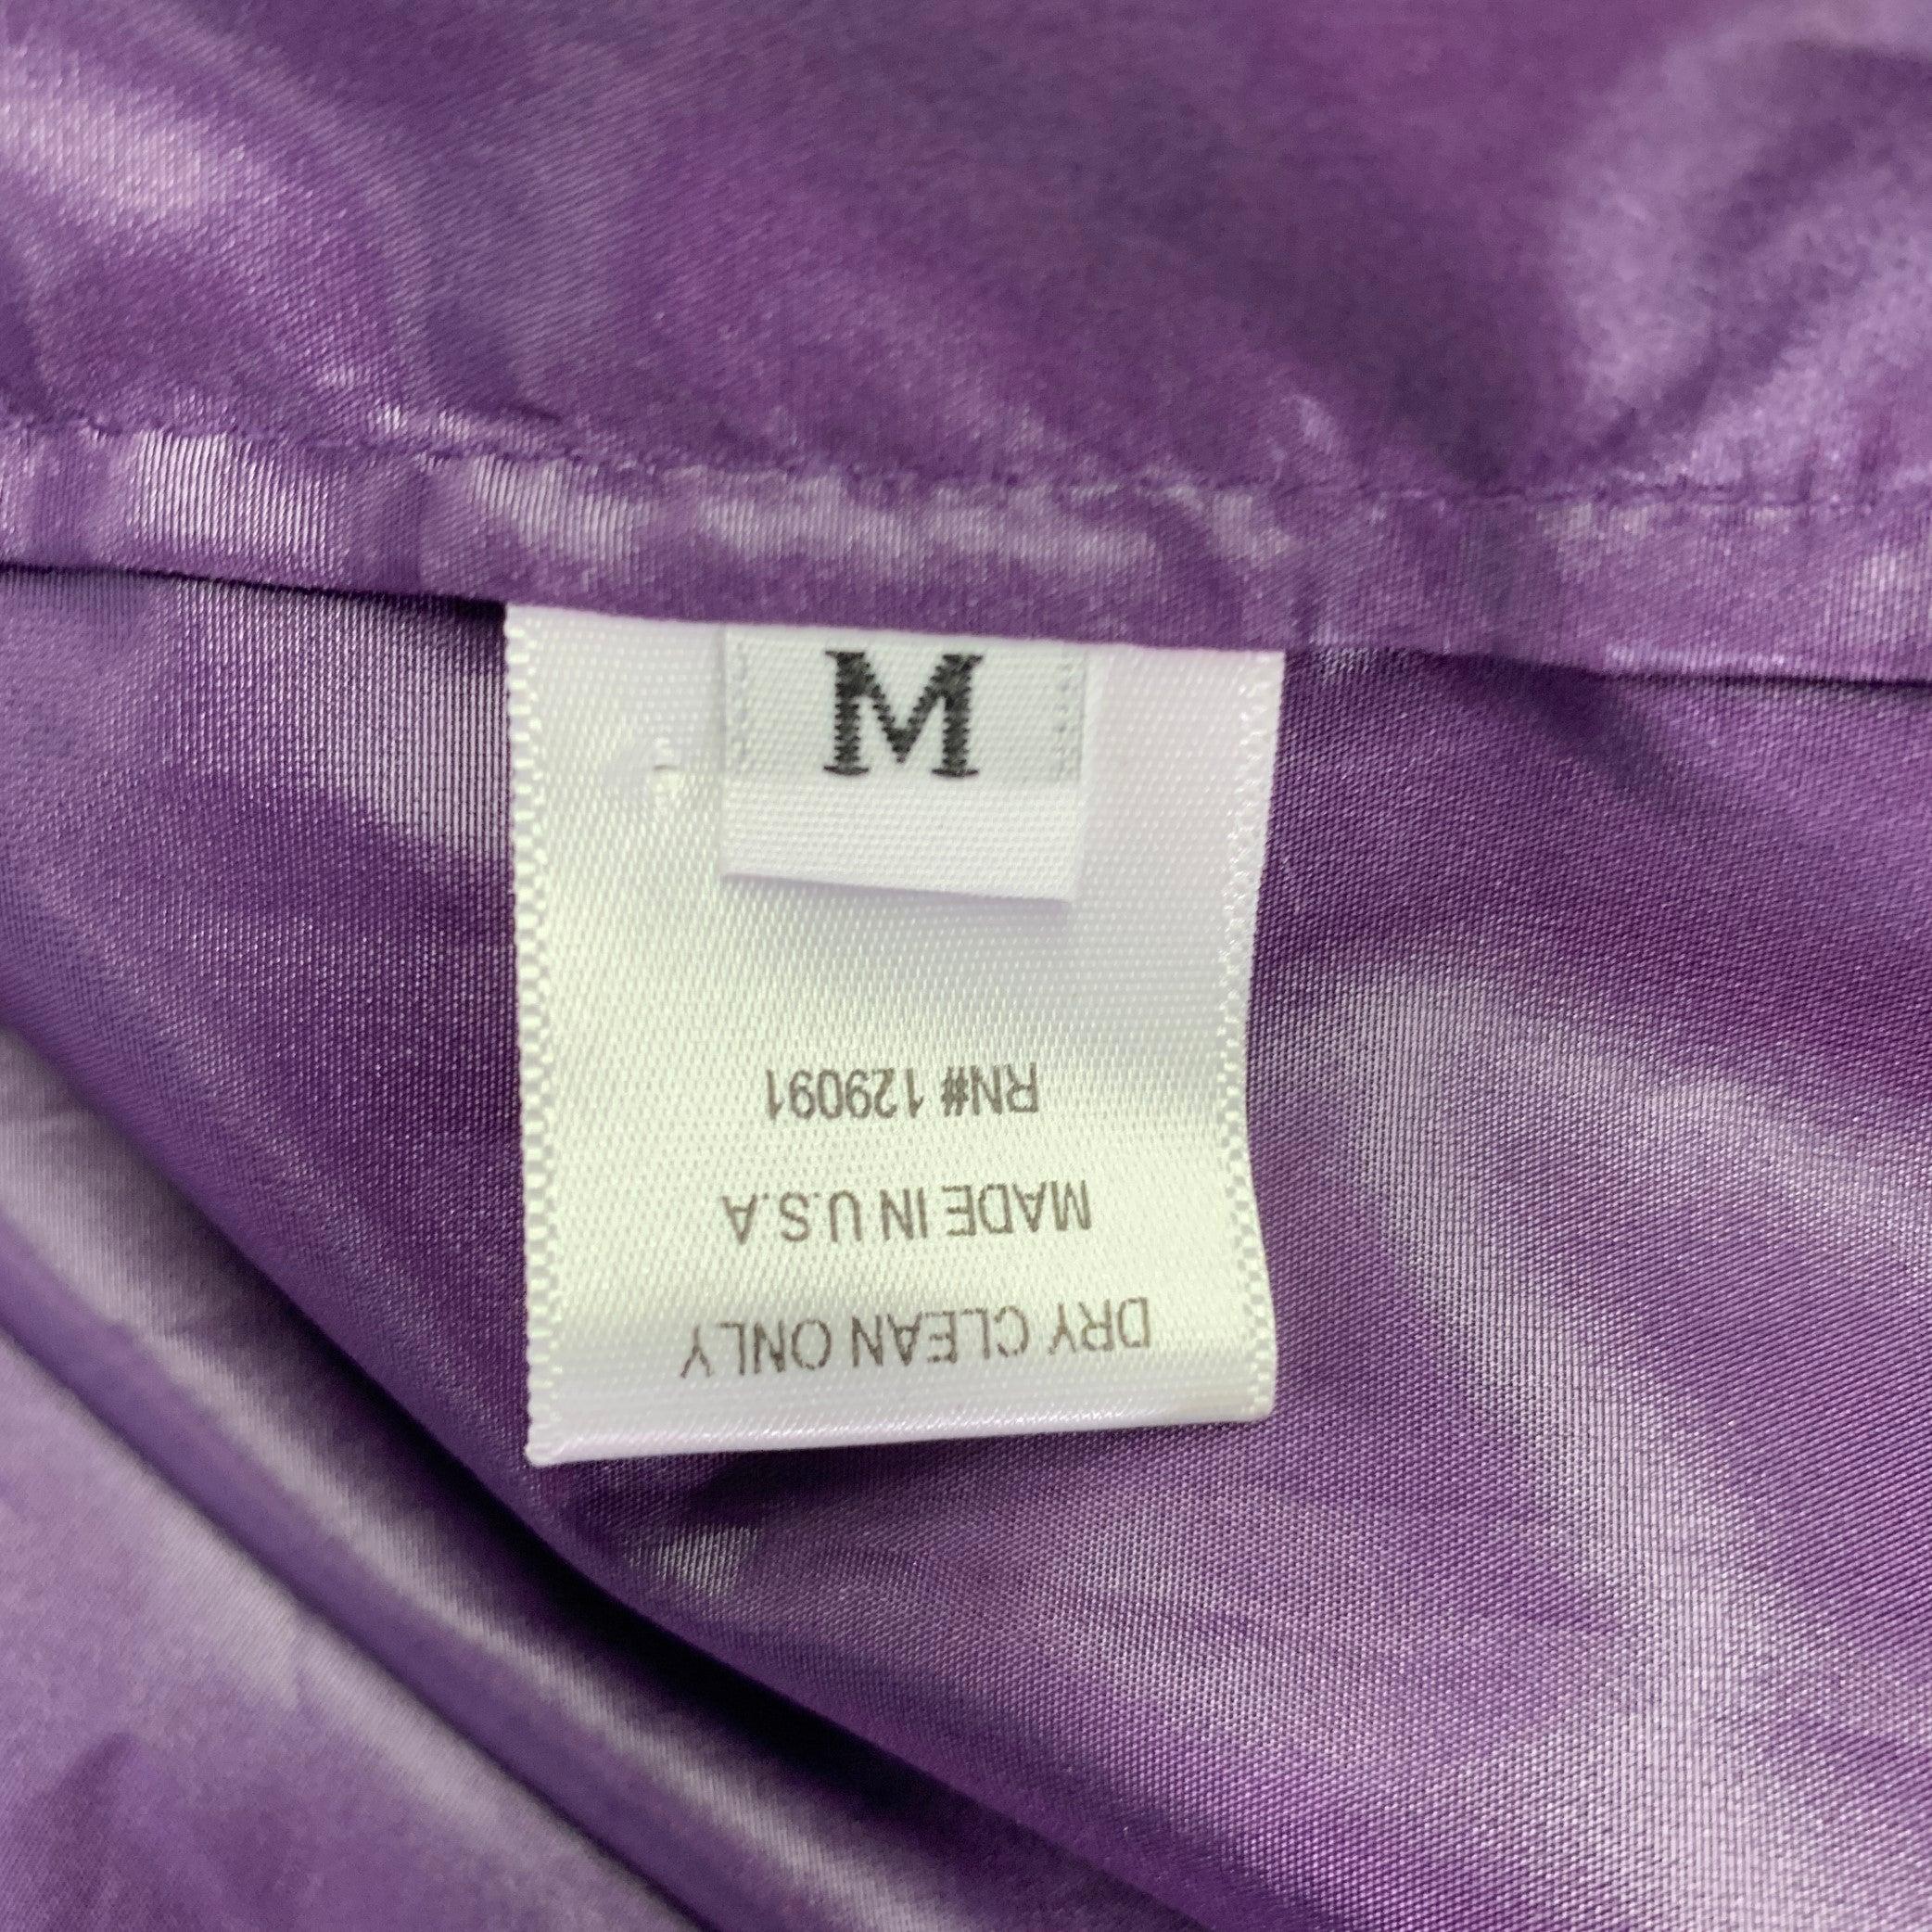 M
DRY CLEAN ONLY
MADE IN U.S.A
RN# 129091